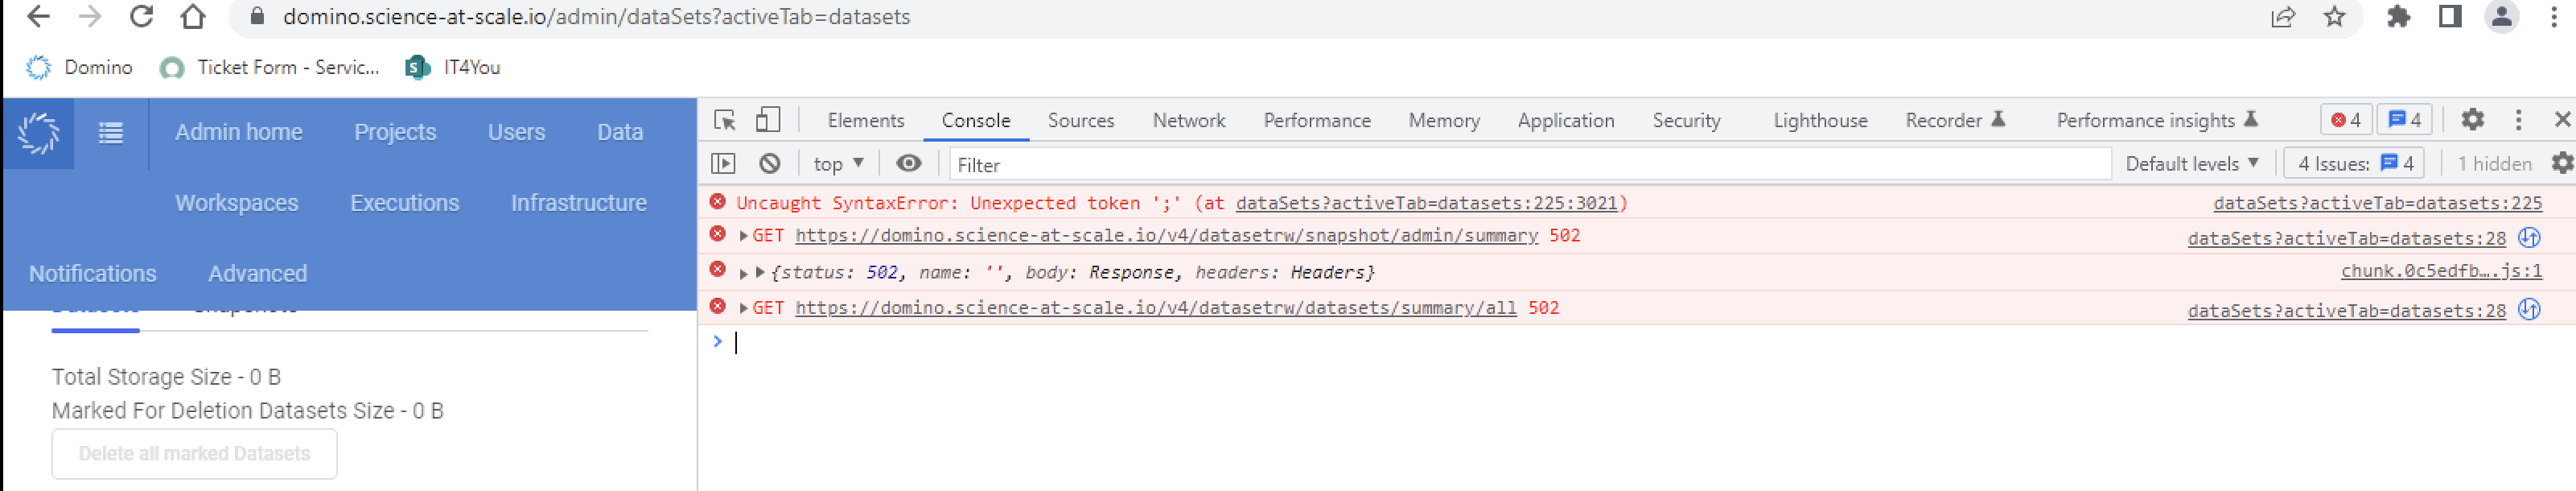 domino.science-at-scale.io/admin/dataSets?activeTab=datasets
Domino Ticket Form - Servic... IT4You
Admin home Projects Users Data
Workspaces Executions Infrastructure
Notifications Advanced
Datasets Snapshots
Total Storage Size - 0 B
Marked For Deletion Datasets Size - 0 B
Delete all marked Datasets
Elements Console Sources Network Performance Memory Application Security Lighthouse Recorder Performance insights 4 4
top Filter Default levels 4 Issues: 4 1 hidden
Uncaught SyntaxError: Unexpected token ';' (at dataSets?activeTab=datasets:225:3021) dataSets?activeTab=datasets:225
GET https://domino.science-at-scale.io/v4/datasetrw/snapshot/admin/summary 502 dataSets?activeTab=datasets:28
{status: 502, name: '', body: Response, headers: Headers} chunk.0c5edfb….js:1
GET https://domino.science-at-scale.io/v4/datasetrw/datasets/summary/all 502 dataSets?activeTab=datasets:28